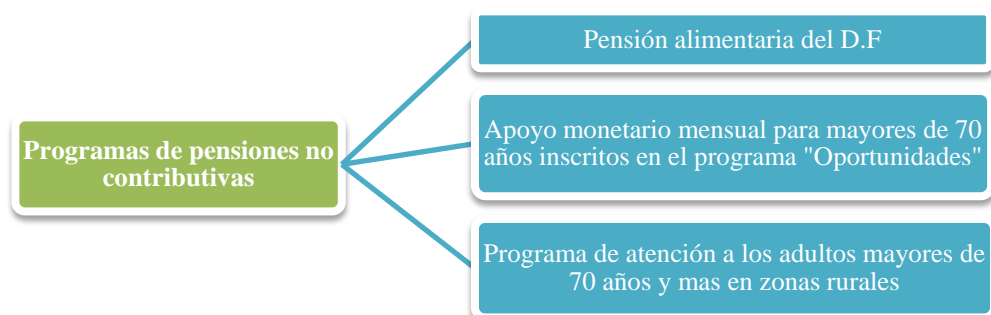 Pensión alimentaria del D.F
Programas de pensiones no
contributivas
Apoyo monetario mensual para mayores de 70
años inscritos en el programa "Oportunidades"
Programa de atención a los adultos mayores de
70 años y mas en zonas rurales